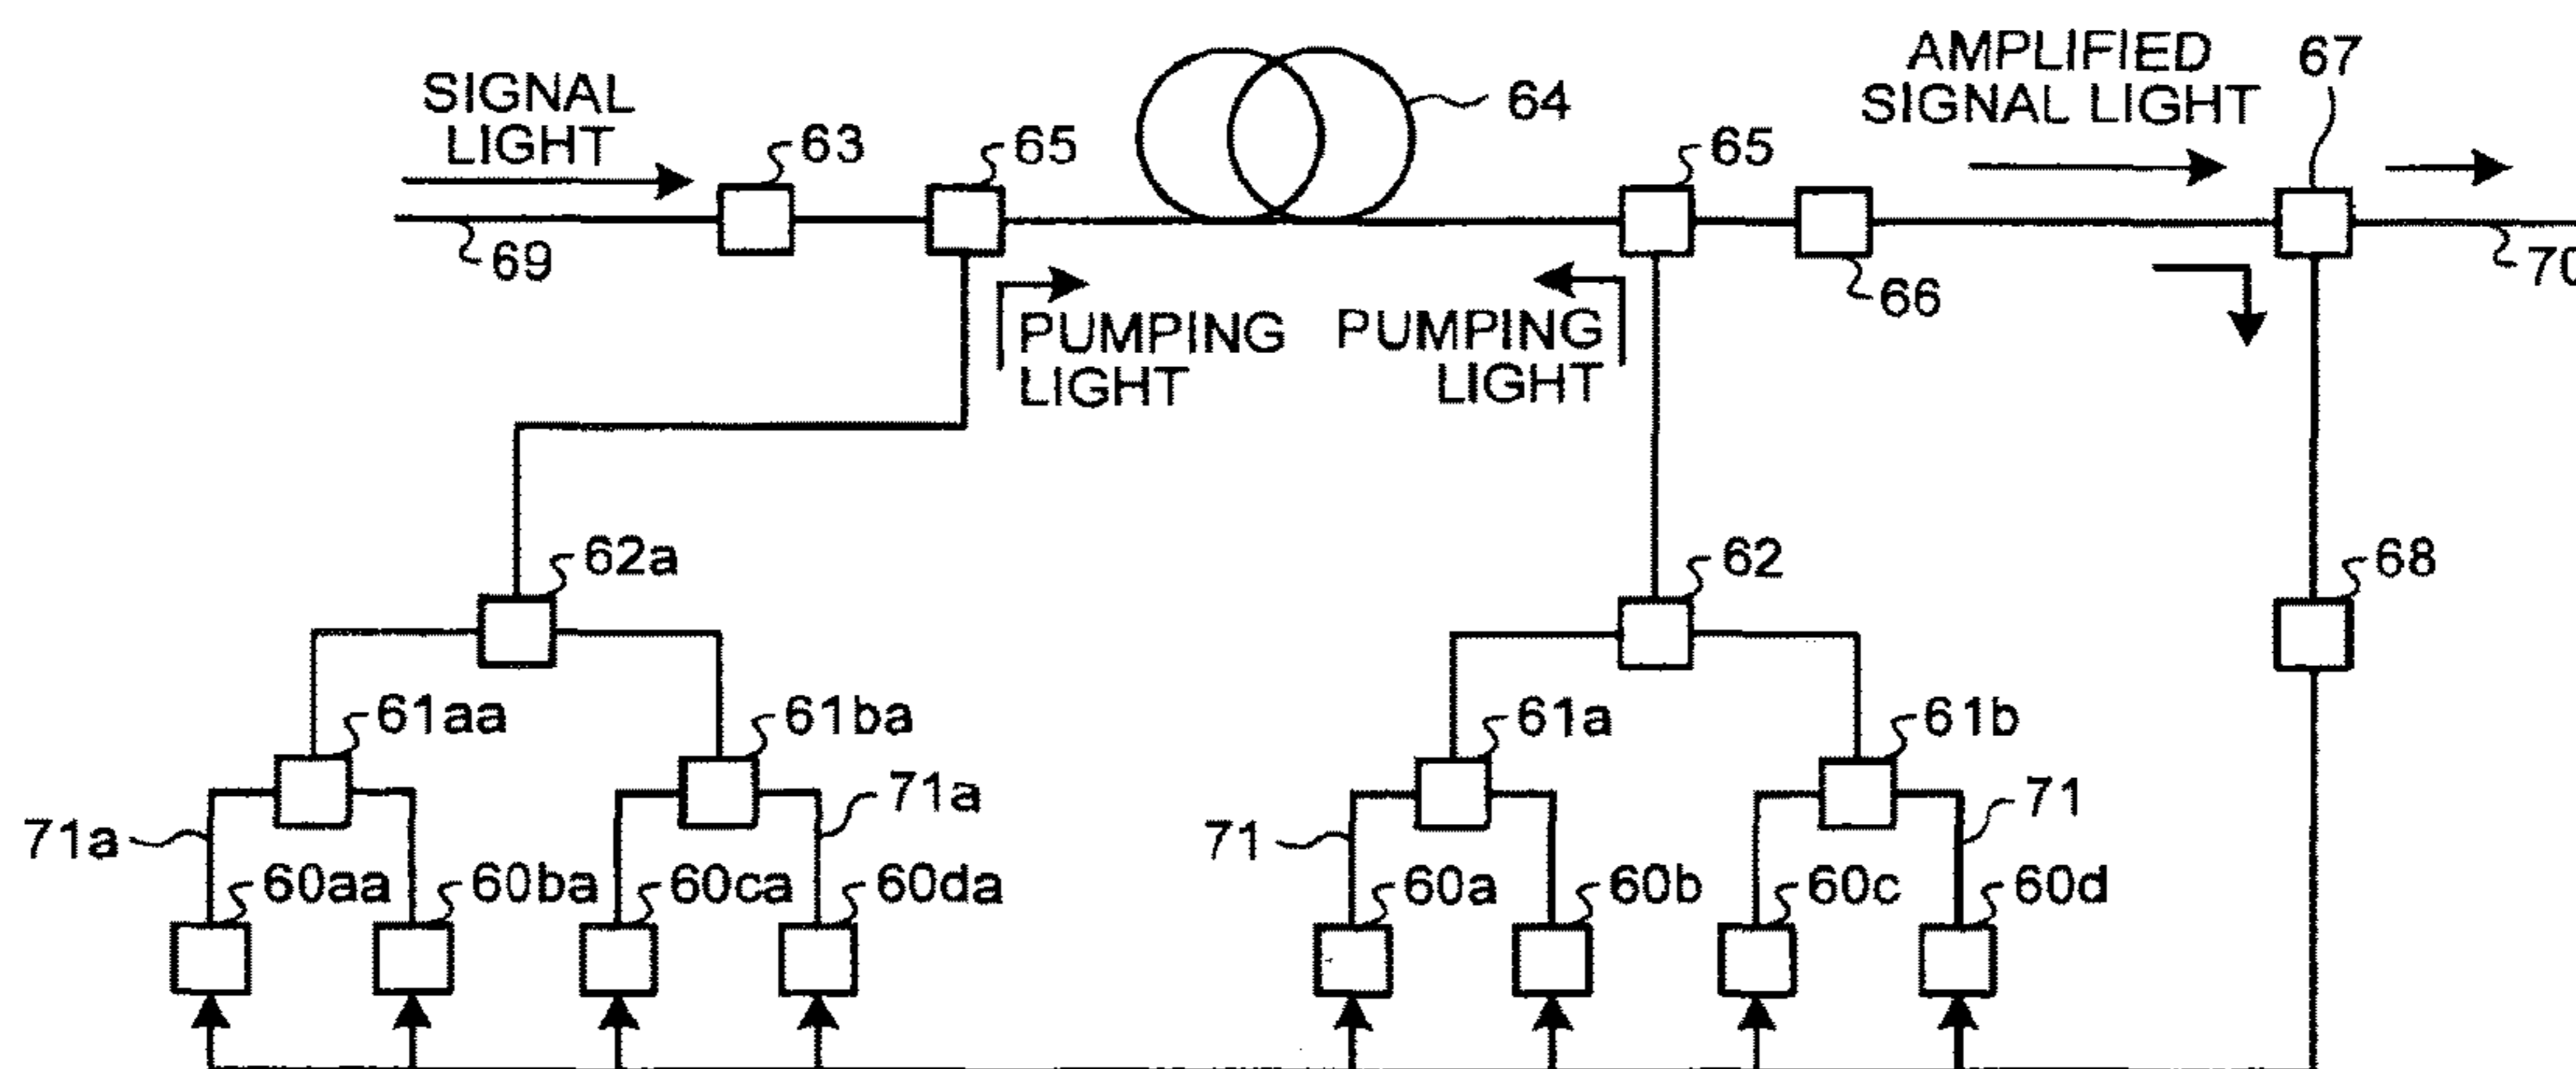 SIGNAL
LIGHT
63
65
64
65
AMPLIFIED
SIGNAL LIGHT
67
69
66
70
PUMPING
LIGHT
PUMPING
LIGHT
62a
62
68
61aa
61ba
61a
61b
71a
71a
71
71
60aa
60ba
60ca
60da
60a
60b
60c
60d